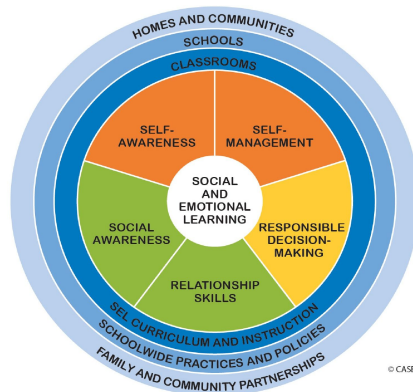 HOMES AND COMMUNITIES
SCHOOLS
CLASSROOMS
SELF-
AWARENESS
SELF-
MANAGEMENT
SOCIAL
AND
EMOTIONAL
LEARNING
SOCIAL
AWARENESS
RESPONSIBLE
DECISION-
MAKING
RELATIONSHIP
SKILLS
SEL CURRICULUM AND INSTRUCTION
SCHOOLWIDE PRACTICES AND POLICIES
FAMILY AND COMMUNITY PARTNERSHIPS
©